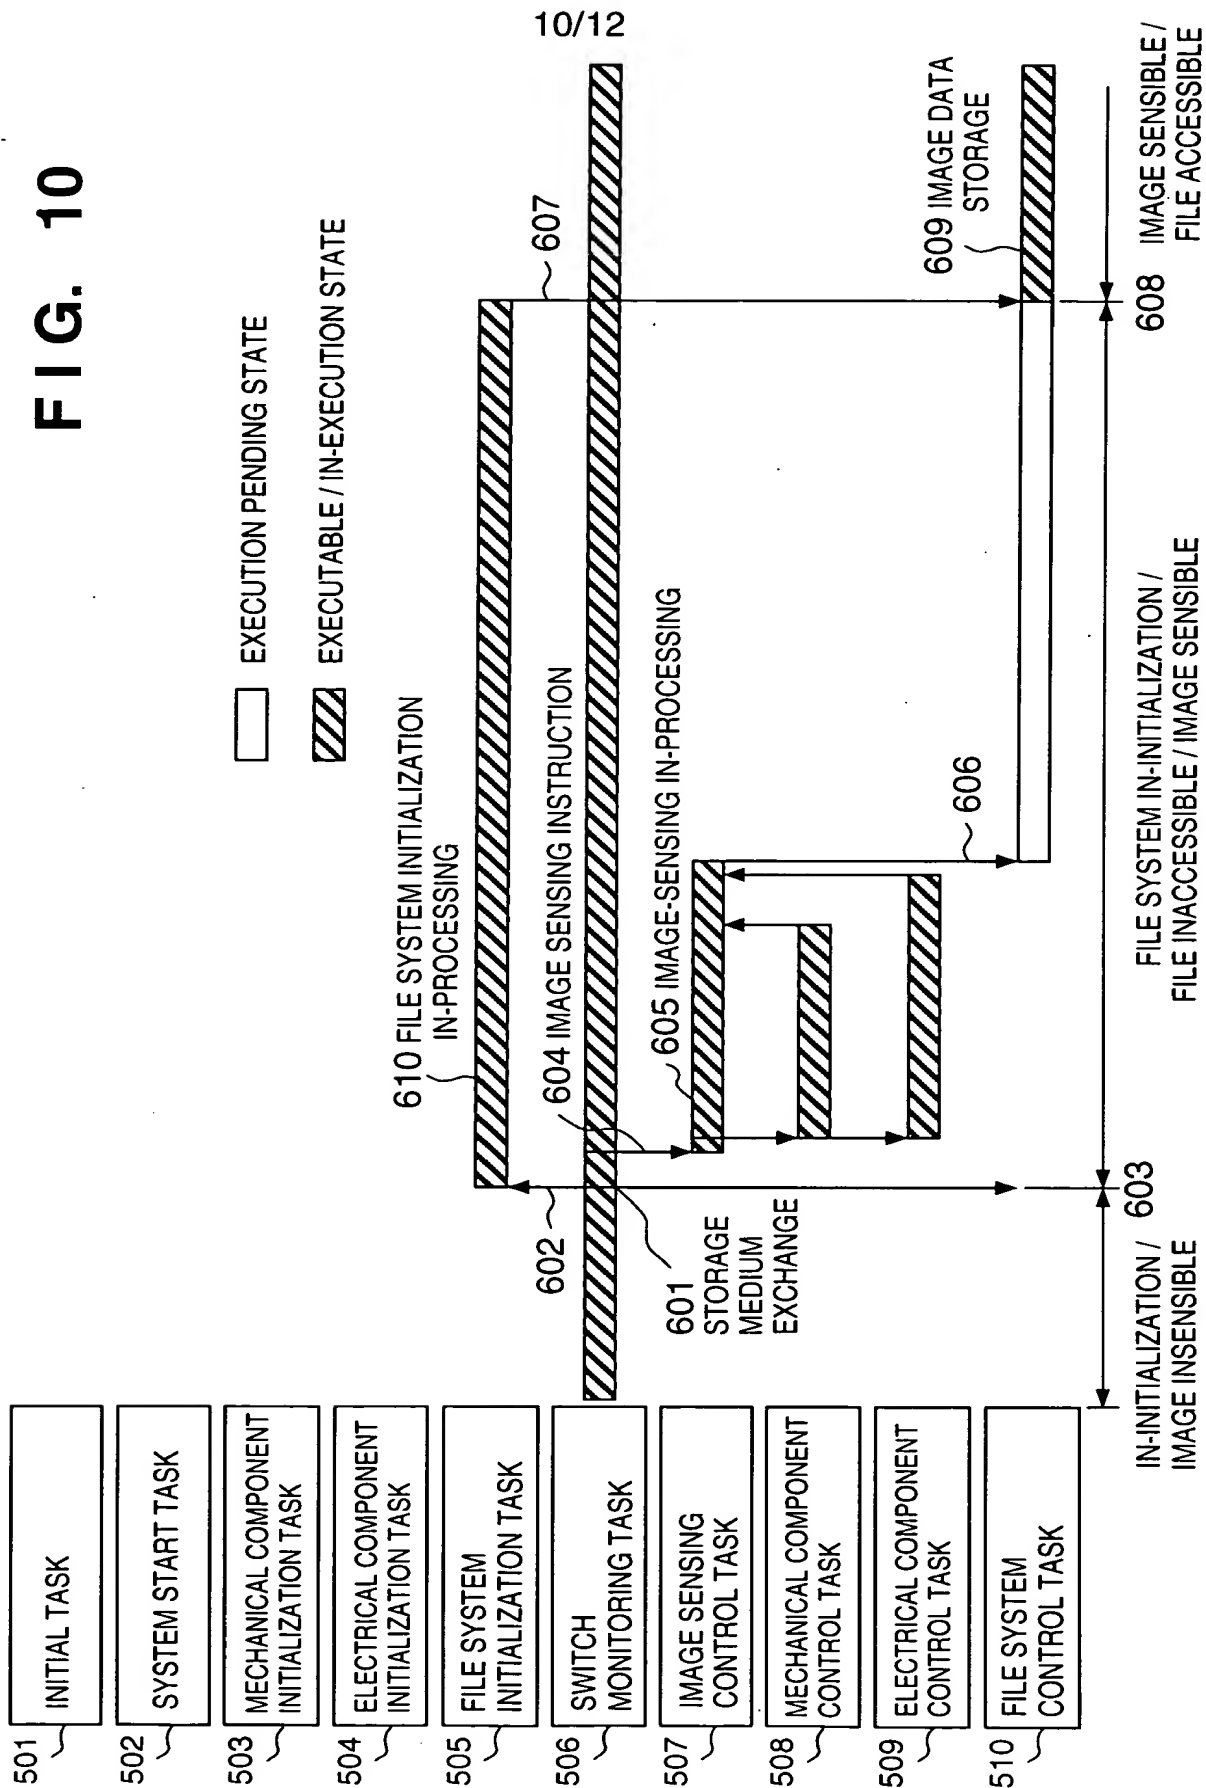 10/12
FIG. 10
EXECUTION PENDING STATE
EXECUTABLE / IN-EXECUTION STATE
501
INITIAL TASK
502
SYSTEM START TASK
503
MECHANICAL COMPONENT
INITIALIZATION TASK
504
ELECTRICAL COMPONENT
INITIALIZATION TASK
505
FILE SYSTEM
INITIALIZATION TASK
610 FILE SYSTEM INITIALIZATION
IN-PROCESSING
607
506
SWITCH
MONITORING TASK
602
604 IMAGE SENSING INSTRUCTION
601
STORAGE
MEDIUM
EXCHANGE
507
IMAGE SENSING
CONTROL TASK
605 IMAGE-SENSING IN-PROCESSING
508
MECHANICAL COMPONENT
CONTROL TASK
509
ELECTRICAL COMPONENT
CONTROL TASK
606
510
FILE SYSTEM
CONTROL TASK
609 IMAGE DATA
STORAGE
603
608
IN-INITIALIZATION /
IMAGE INSENSIBLE
FILE SYSTEM IN-INITIALIZATION /
FILE INACCESSIBLE / IMAGE SENSIBLE
IMAGE SENSIBLE /
FILE ACCESSIBLE